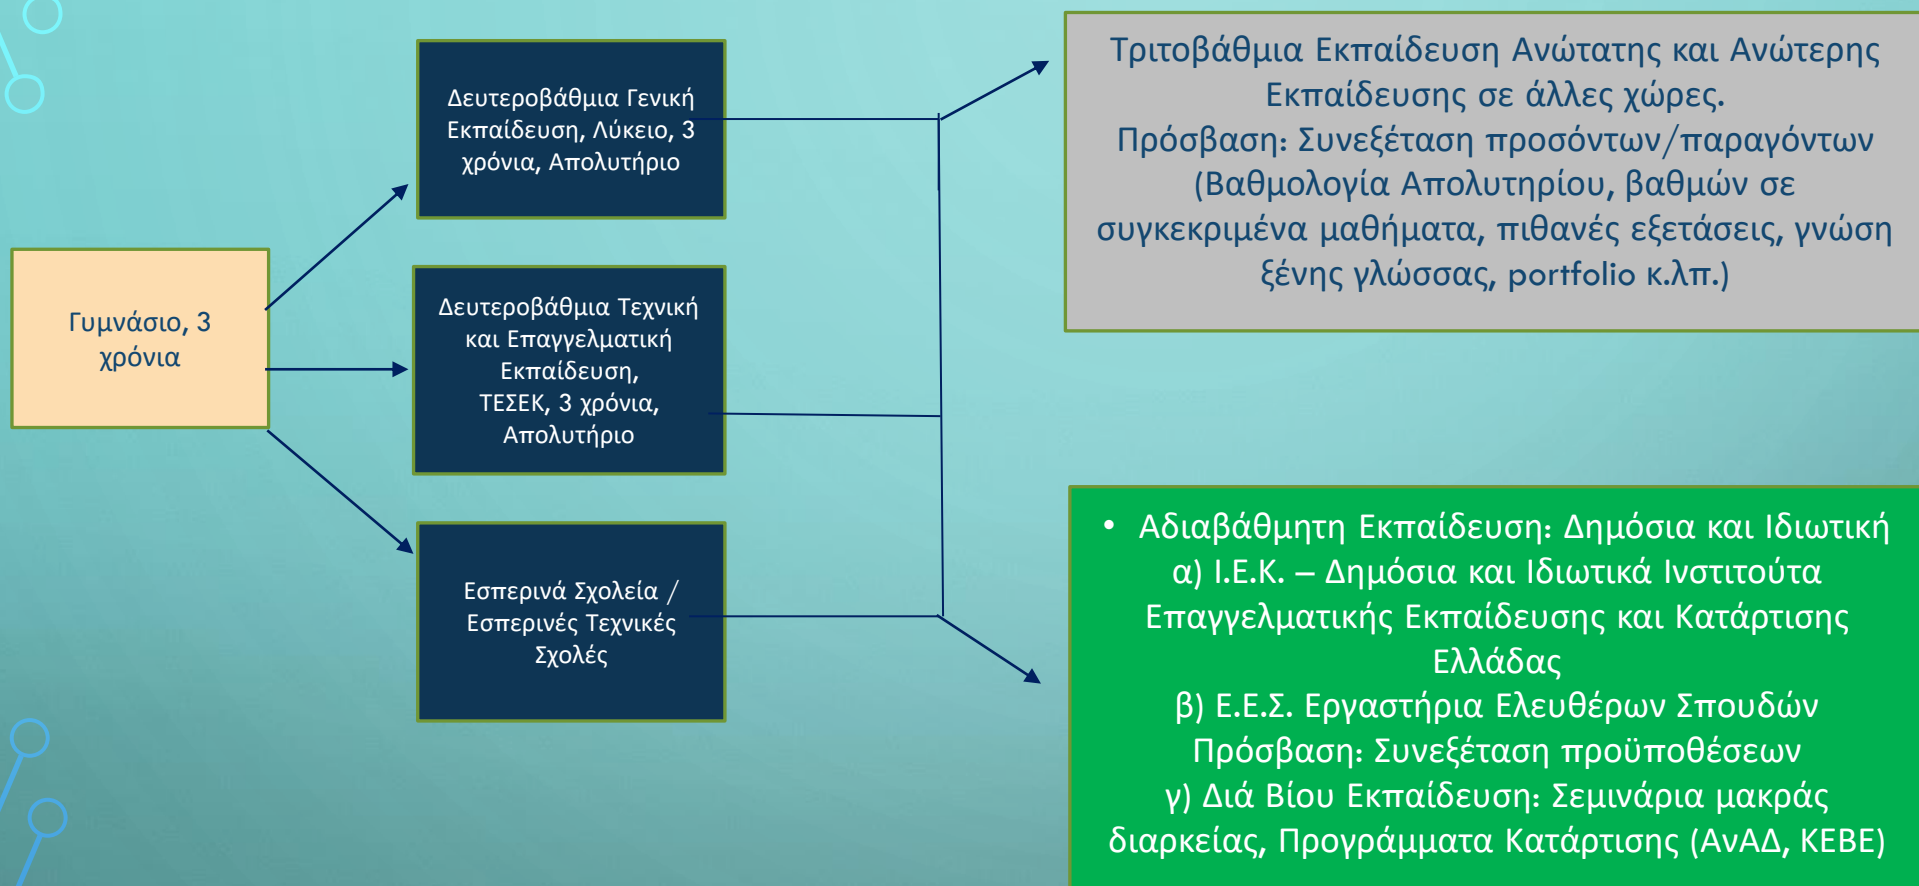 Γυμνάσιο, 3
χρόνια
Δευτεροβάθμια Γενική
Εκπαίδευση, Λύκειο, 3
χρόνια, Απολυτήριο
Δευτεροβάθμια Τεχνική
και Επαγγελματική
Εκπαίδευση,
ΤΕΣΕΚ, 3 χρόνια,
Απολυτήριο
Εσπερινά Σχολεία /
Εσπερινές Τεχνικές
Σχολές
Τριτοβάθμια Εκπαίδευση Ανώτατης και Ανώτερης
Εκπαίδευσης σε άλλες χώρες.
Πρόσβαση: Συνεξέταση προσόντων/παραγόντων
(Βαθμολογία Απολυτηρίου, βαθμών σε
συγκεκριμένα μαθήματα, πιθανές εξετάσεις, γνώση
ξένης γλώσσας, portfolio κ.λπ.)
• Αδιαβάθμητη Εκπαίδευση: Δημόσια και Ιδιωτική
α) Ι.Ε.Κ. – Δημόσια και Ιδιωτικά Ινστιτούτα
Επαγγελματικής Εκπαίδευσης και Κατάρτισης
Ελλάδας
β) Ε.Ε.Σ. Εργαστήρια Ελευθέρων Σπουδών
Πρόσβαση: Συνεξέταση προϋποθέσεων
γ) Διά Βίου Εκπαίδευση: Σεμινάρια μακράς
διαρκείας, Προγράμματα Κατάρτισης (ΑνΑΔ, ΚΕΒΕ)